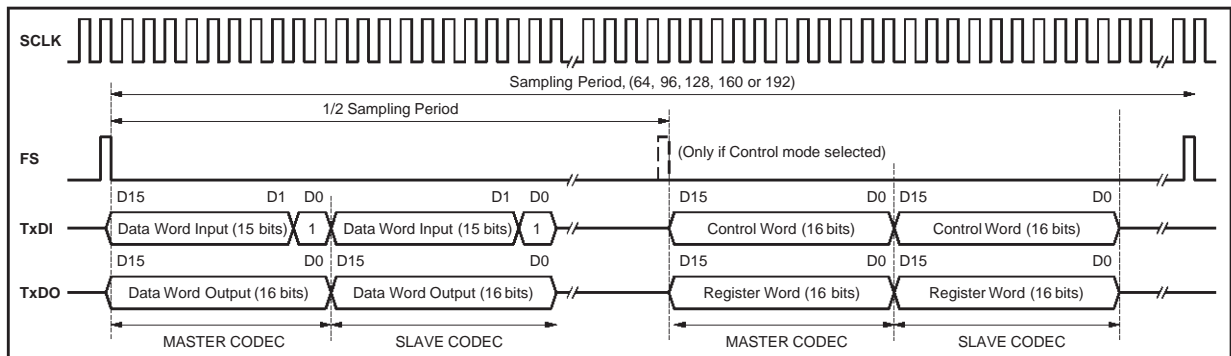 SCLK
Sampling Period, (64, 96, 128, 160 or 192)
1/2 Sampling Period
FS
(Only if Control mode selected)
D15 D1 D0 D1 D0 D15 D0 D15 D0
TxDI Data Word Input (15 bits) 1 Data Word Input (15 bits) 1 Control Word (16 bits) Control Word (16 bits)
D15 D0 D15 D0 D15 D0 D15 D0
TxDO Data Word Output (16 bits) Data Word Output (16 bits) Register Word (16 bits) Register Word (16 bits)
MASTER CODEC SLAVE CODEC MASTER CODEC SLAVE CODEC